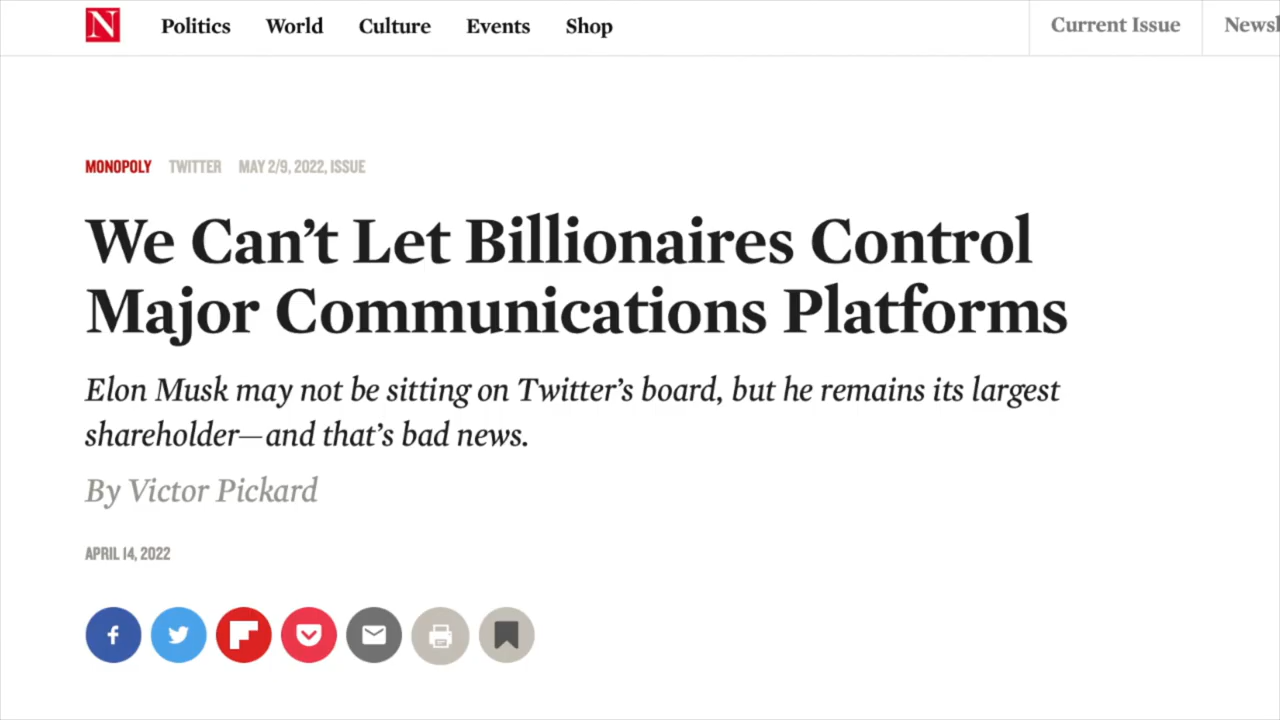 N Politics World Culture Events Shop Current Issue Newsl
MONOPOLY TWITTER MAY 2/9, 2022, ISSUE
We Can’t Let Billionaires Control
Major Communications Platforms
Elon Musk may not be sitting on Twitter’s board, but he remains its largest
shareholder—and that’s bad news.
By Victor Pickard
APRIL 14, 2022